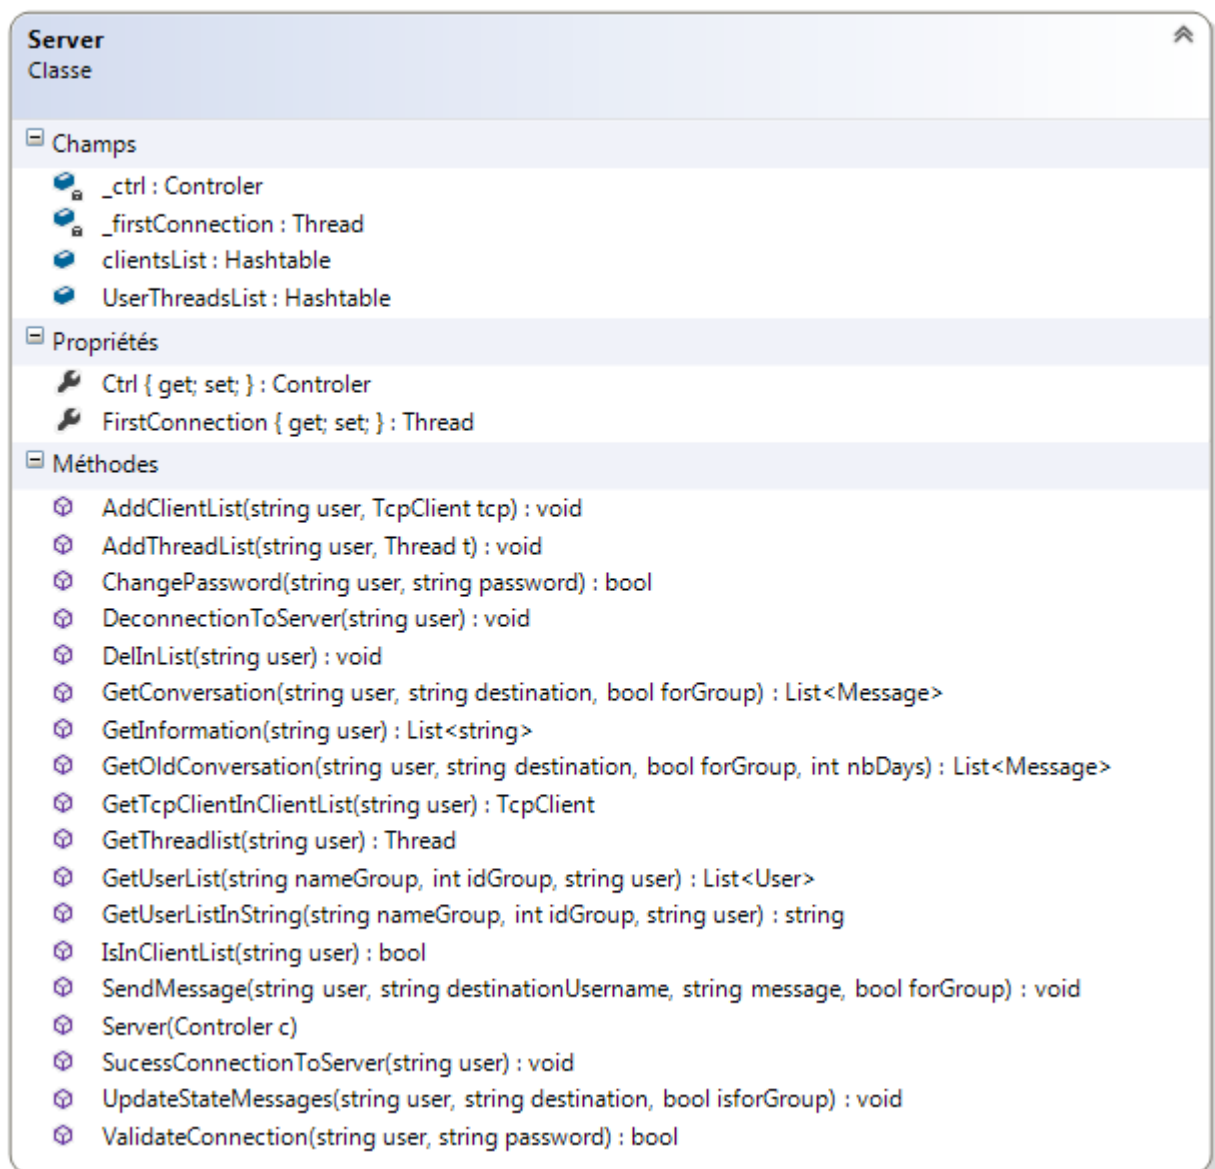 Server
Classe
Champs
_ctrl : Controler
_firstConnection : Thread
clientsList : Hashtable
UserThreadsList : Hashtable
Propriétés
Ctrl { get; set; } : Controler
FirstConnection { get; set; } : Thread
Méthodes
AddClientList(string user, TcpClient tcp) : void
AddThreadList(string user, Thread t) : void
ChangePassword(string user, string password) : bool
DeconnectionToServer(string user) : void
DelInList(string user) : void
GetConversation(string user, string destination, bool forGroup) : List<Message>
GetInformation(string user) : List<string>
GetOldConversation(string user, string destination, bool forGroup, int nbDays) : List<Message>
GetTcpClientInClientList(string user) : TcpClient
GetThreadlist(string user) : Thread
GetUserList(string nameGroup, int idGroup, string user) : List<User>
GetUserListInString(string nameGroup, int idGroup, string user) : string
IsInClientList(string user) : bool
SendMessage(string user, string destinationUsername, string message, bool forGroup) : void
Server(Controler c)
SucessConnectionToServer(string user) : void
UpdateStateMessages(string user, string destination, bool isforGroup) : void
ValidateConnection(string user, string password) : bool